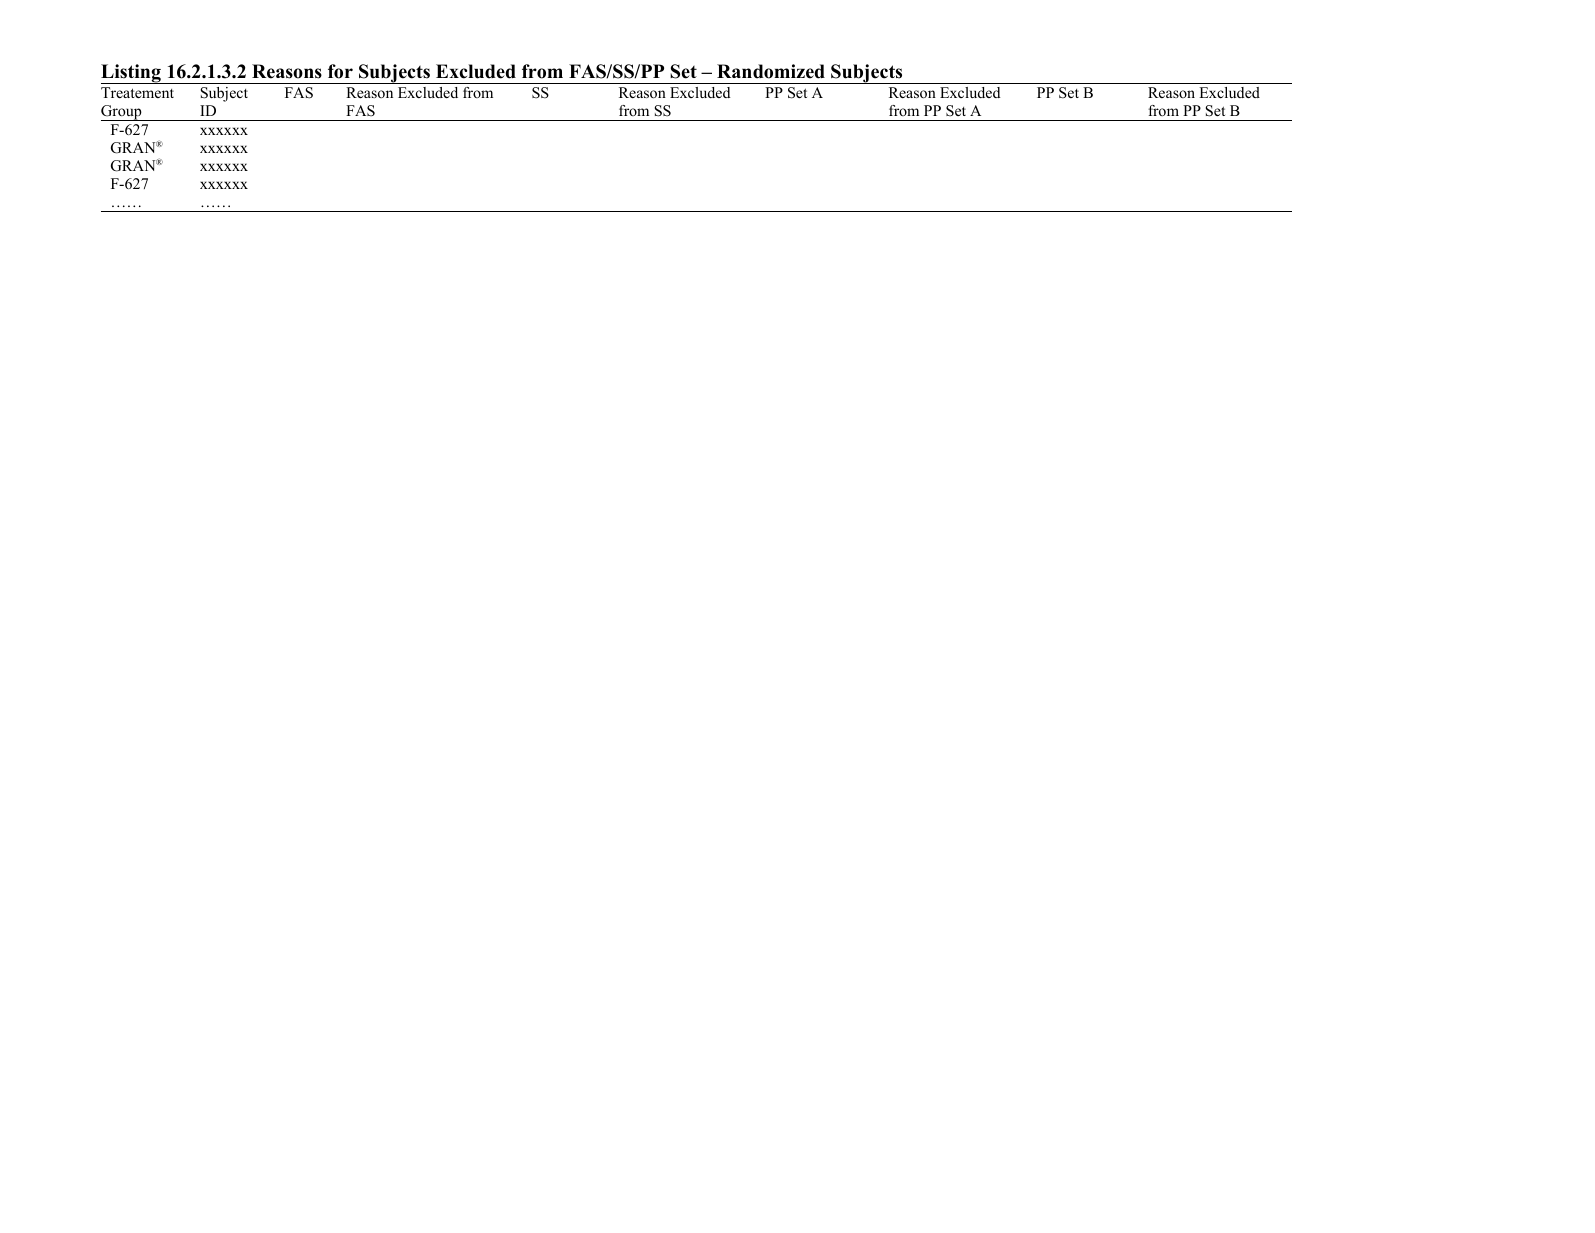 Listing 16.2.1.3.2 Reasons for Subjects Excluded from FAS/SS/PP Set – Randomized Subjects
Treatement Group Subject ID FAS Reason Excluded from FAS SS Reason Excluded from SS PP Set A Reason Excluded from PP Set A PP Set B Reason Excluded from PP Set B
F-627 xxxxxx
GRAN® xxxxxx
GRAN® xxxxxx
F-627 xxxxxx
…… ……